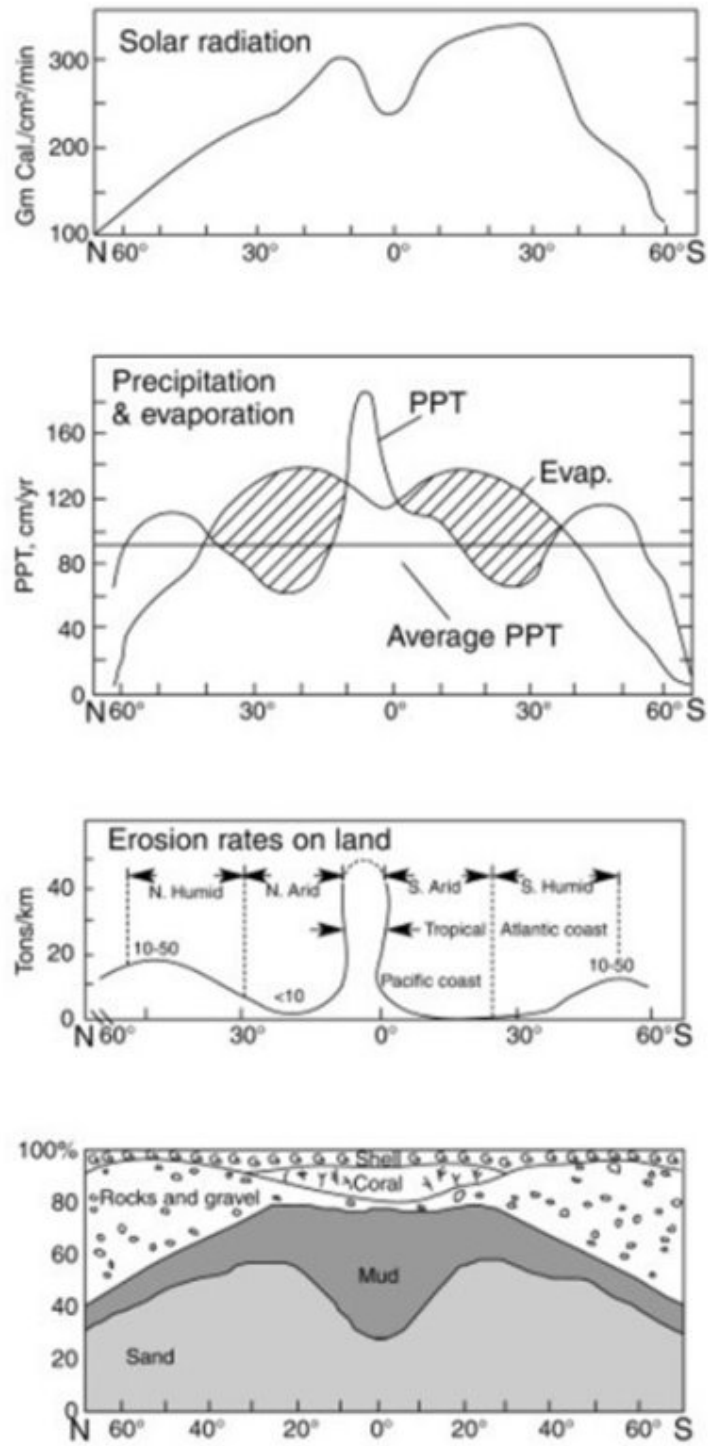 Solar radiation
Gm Cal./cm²/min
300
200
100
N 60° 30° 0° 30° 60° S
Precipitation
& evaporation
PPT
Evap.
Average PPT
PPT, cm/yr
160
120
80
40
0
N 60° 30° 0° 30° 60° S
Erosion rates on land
Tons/km
40
20
0
N. Humid N. Arid S. Arid S. Humid
Tropical Atlantic coast
10-50 <10 Pacific coast 10-50
N 60° 30° 0° 30° 60° S
100%
80
60
40
20
0
Shell
Coral
Rocks and gravel
Mud
Sand
N 60° 40° 20° 0° 20° 40° 60° S